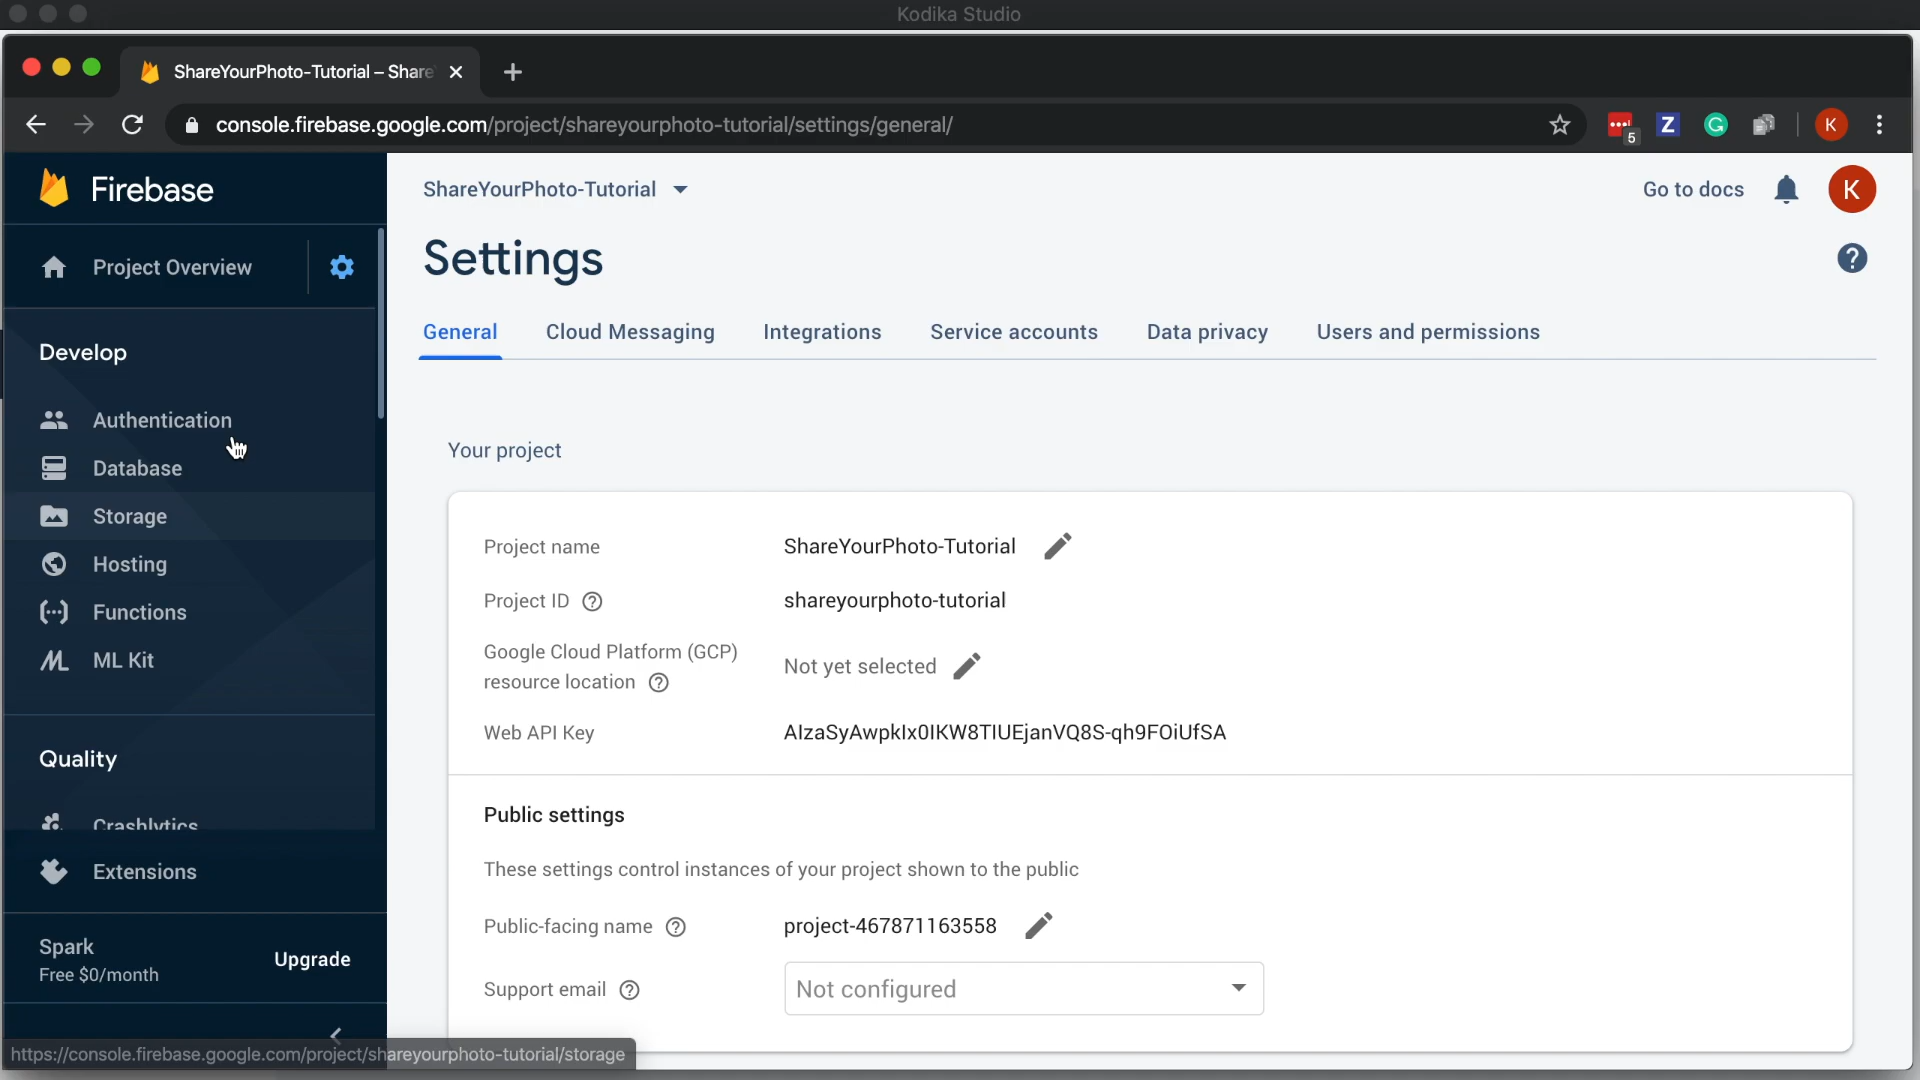 Kodika Studio
ShareYourPhoto-Tutorial – Share
console.firebase.google.com/project/shareyourphoto-tutorial/settings/general/
5
Z
G
K
Firebase
ShareYourPhoto-Tutorial
Go to docs
K
Project Overview
Settings
?
General
Cloud Messaging
Integrations
Service accounts
Data privacy
Users and permissions
Develop
Authentication
Database
Storage
Hosting
Functions
ML Kit
Quality
Crashlytics
Extensions
Spark
Free $0/month
Upgrade
Your project
Project name
ShareYourPhoto-Tutorial
Project ID ?
shareyourphoto-tutorial
Google Cloud Platform (GCP)
resource location ?
Not yet selected
Web API Key
AIzaSyAwpkIx0IKW8TIUEjanVQ8S-qh9FOiUfSA
Public settings
These settings control instances of your project shown to the public
Public-facing name ?
project-467871163558
Support email ?
Not configured
https://console.firebase.google.com/project/shareyourphoto-tutorial/storage